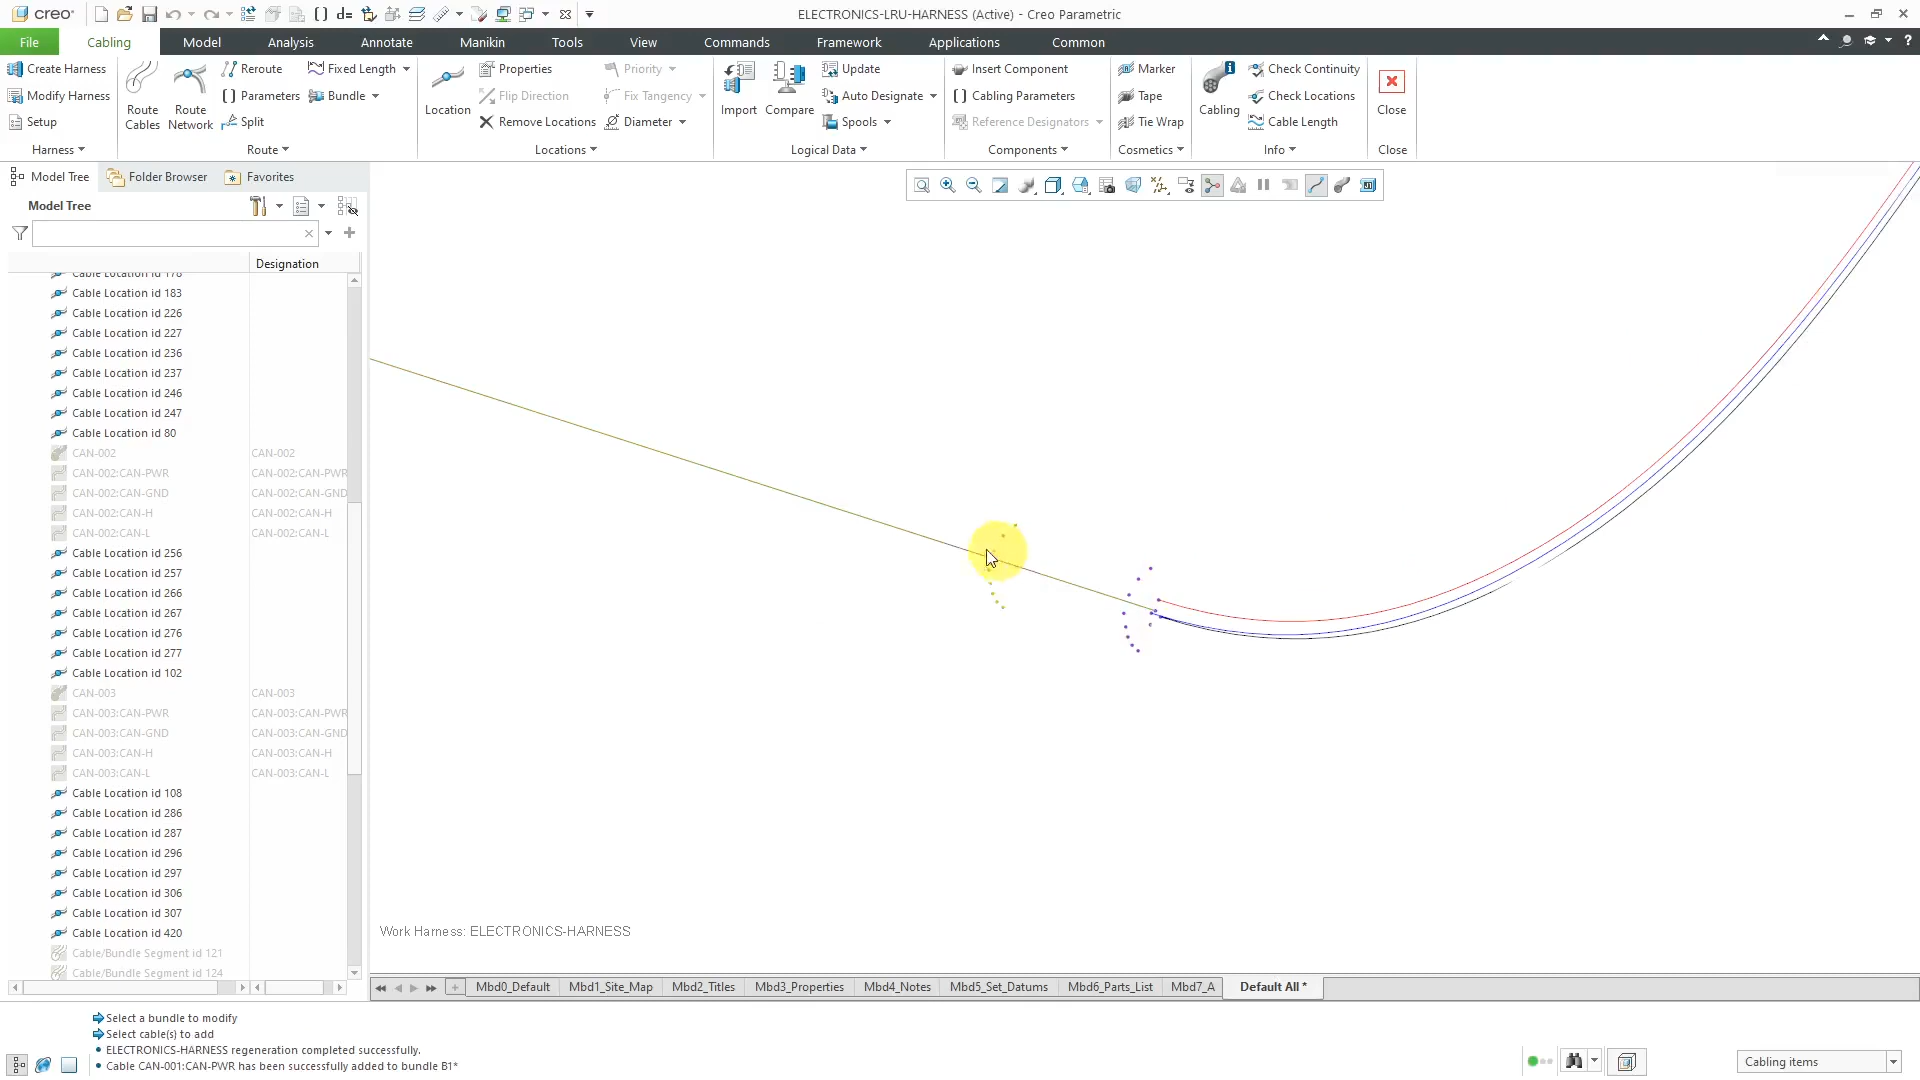 creo
d=
ELECTRONICS-LRU-HARNESS (Active) - Creo Parametric
File
Cabling
Model
Analysis
Annotate
Manikin
Tools
View
Commands
Framework
Applications
Common
Create Harness
Modify Harness
Setup
Harness
Route Cables
Route Network
Reroute
Parameters
Split
Fixed Length
Bundle
Route
Location
Properties
Flip Direction
Remove Locations
Priority
Fix Tangency
Diameter
Locations
Import
Compare
Update
Auto Designate
Spools
Logical Data
Insert Component
Cabling Parameters
Reference Designators
Components
Marker
Tape
Tie Wrap
Cosmetics
Cabling
Check Continuity
Check Locations
Cable Length
Info
Close
Close
Model Tree
Folder Browser
Favorites
Model Tree
Designation
Cable Location id 178
Cable Location id 183
Cable Location id 226
Cable Location id 227
Cable Location id 236
Cable Location id 237
Cable Location id 246
Cable Location id 247
Cable Location id 80
CAN-002 CAN-002
CAN-002:CAN-PWR CAN-002:CAN-PWR
CAN-002:CAN-GND CAN-002:CAN-GND
CAN-002:CAN-H CAN-002:CAN-H
CAN-002:CAN-L CAN-002:CAN-L
Cable Location id 256
Cable Location id 257
Cable Location id 266
Cable Location id 267
Cable Location id 276
Cable Location id 277
Cable Location id 102
CAN-003 CAN-003
CAN-003:CAN-PWR CAN-003:CAN-PWR
CAN-003:CAN-GND CAN-003:CAN-GND
CAN-003:CAN-H CAN-003:CAN-H
CAN-003:CAN-L CAN-003:CAN-L
Cable Location id 108
Cable Location id 286
Cable Location id 287
Cable Location id 296
Cable Location id 297
Cable Location id 306
Cable Location id 307
Cable Location id 420
Cable/Bundle Segment id 121
Cable/Bundle Segment id 124
Work Harness: ELECTRONICS-HARNESS
Mbd0_Default
Mbd1_Site_Map
Mbd2_Titles
Mbd3_Properties
Mbd4_Notes
Mbd5_Set_Datums
Mbd6_Parts_List
Mbd7_A
Default All *
Select a bundle to modify
Select cable(s) to add
• ELECTRONICS-HARNESS regeneration completed successfully.
• Cable CAN-001:CAN-PWR has been successfully added to bundle B1*
Cabling items